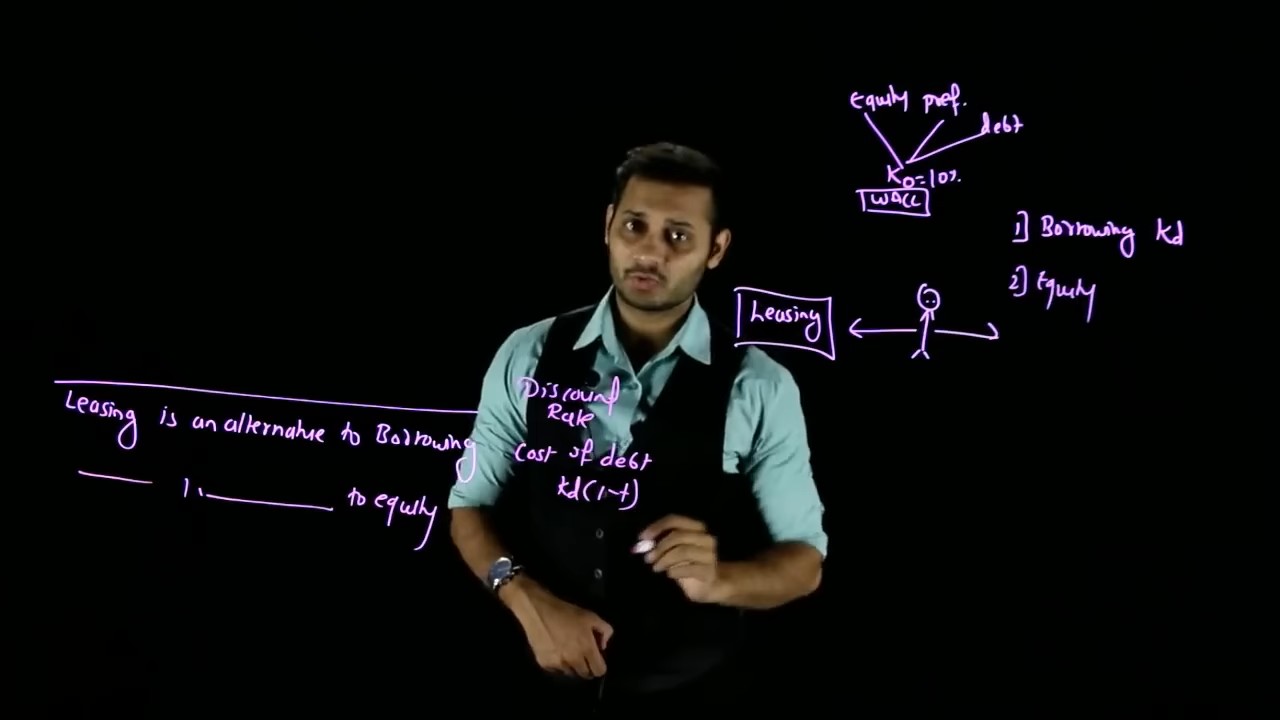 Equity pref.
debt
Ko=10%
WACC
1] Borrowing Kd
2] Equity
Leasing
Discount
Rate
Leasing is an alternative to Borrowing
Cost of debt
Kd(1-t)
to equity